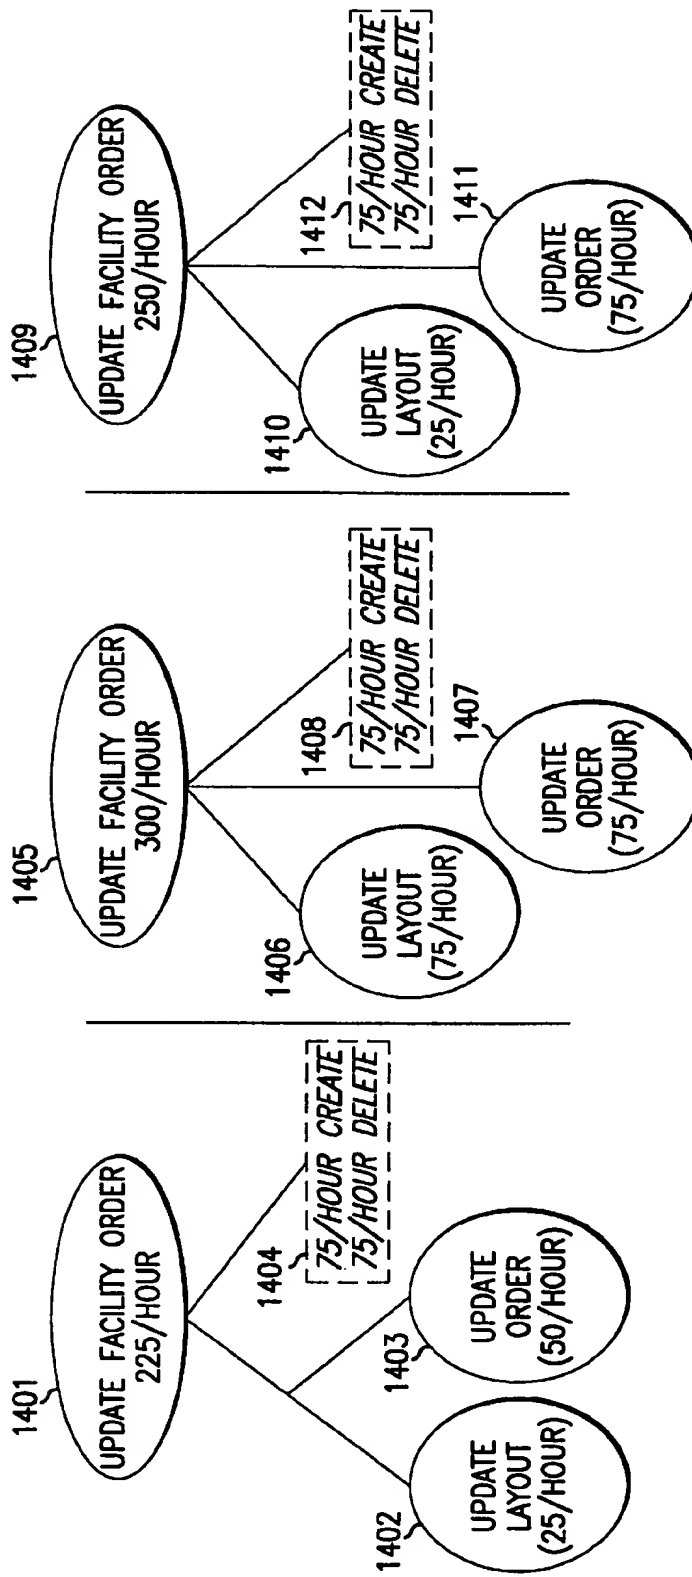 1401
UPDATE FACILITY ORDER
225/HOUR
1404
75/HOUR CREATE
75/HOUR DELETE
1402
UPDATE
LAYOUT
(25/HOUR)
1403
UPDATE
ORDER
(50/HOUR)
1405
UPDATE FACILITY ORDER
300/HOUR
1408
75/HOUR CREATE
75/HOUR DELETE
1406
UPDATE
LAYOUT
(75/HOUR)
1407
UPDATE
ORDER
(75/HOUR)
1409
UPDATE FACILITY ORDER
250/HOUR
1412
75/HOUR CREATE
75/HOUR DELETE
1410
UPDATE
LAYOUT
(25/HOUR)
1411
UPDATE
ORDER
(75/HOUR)